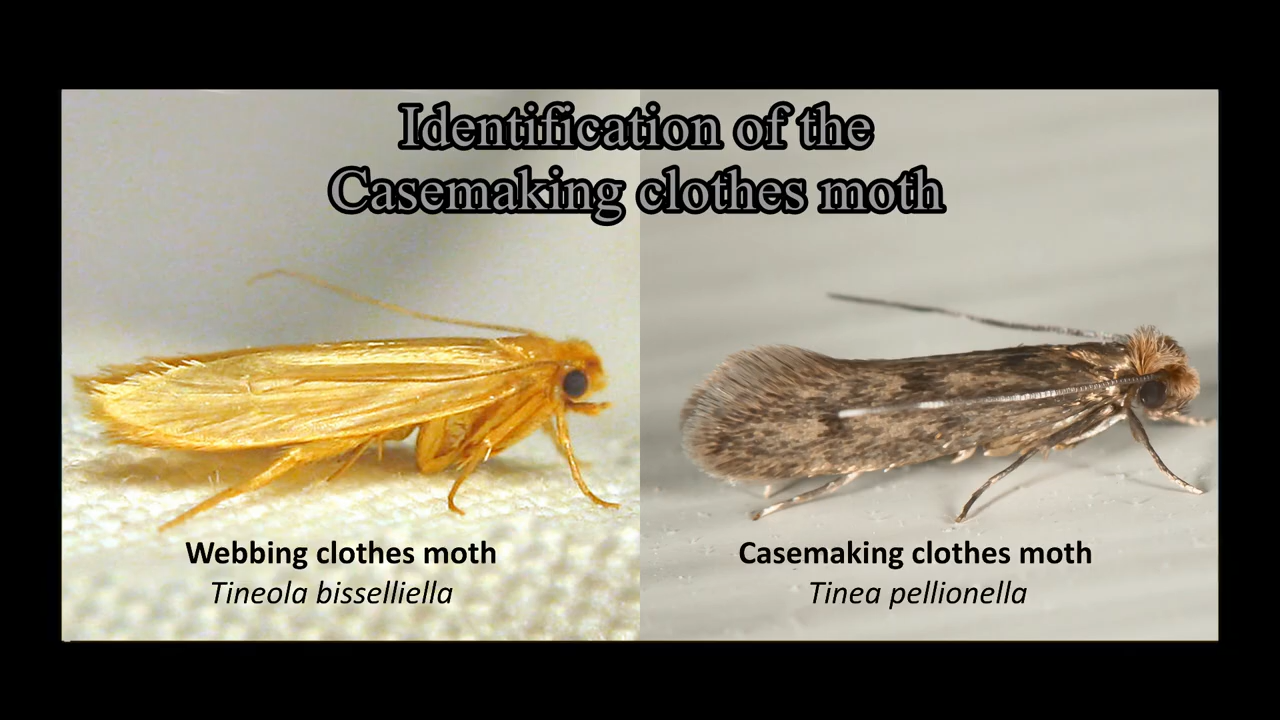 Identification of the
Casemaking clothes moth
Webbing clothes moth
Tineola bisselliella
Casemaking clothes moth
Tinea pellionella